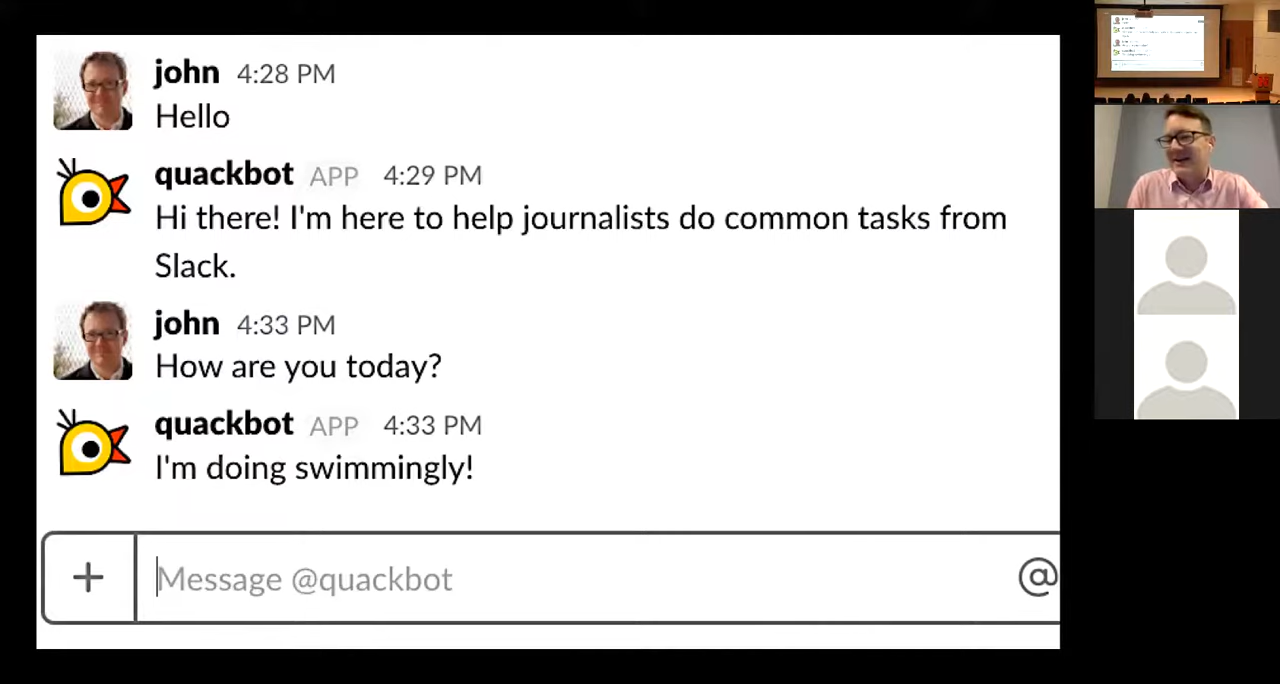 john 4:28 PM
Hello
quackbot APP 4:29 PM
Hi there! I'm here to help journalists do common tasks from
Slack.
john 4:33 PM
How are you today?
quackbot APP 4:33 PM
I'm doing swimmingly!
+ Message @quackbot @